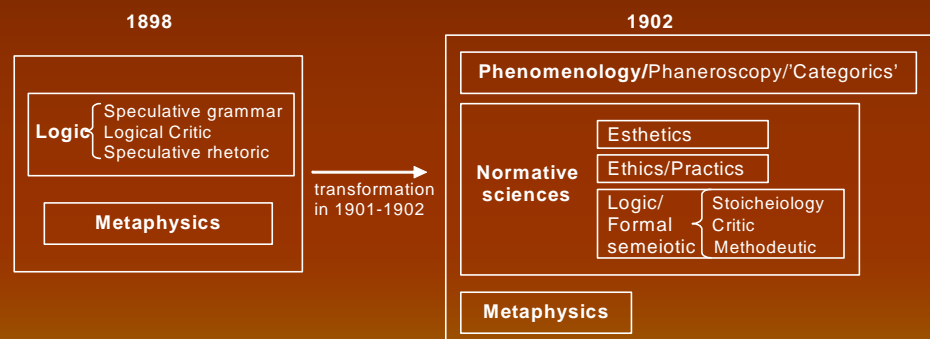 1898
Logic
Speculative grammar
Logical Critic
Speculative rhetoric
Metaphysics
transformation
in 1901-1902
1902
Phenomenology/Phaneroscopy/'Categorics'
Normative
sciences
Esthetics
Ethics/Practics
Logic/
Formal
semeiotic
Stoicheiology
Critic
Methodeutic
Metaphysics